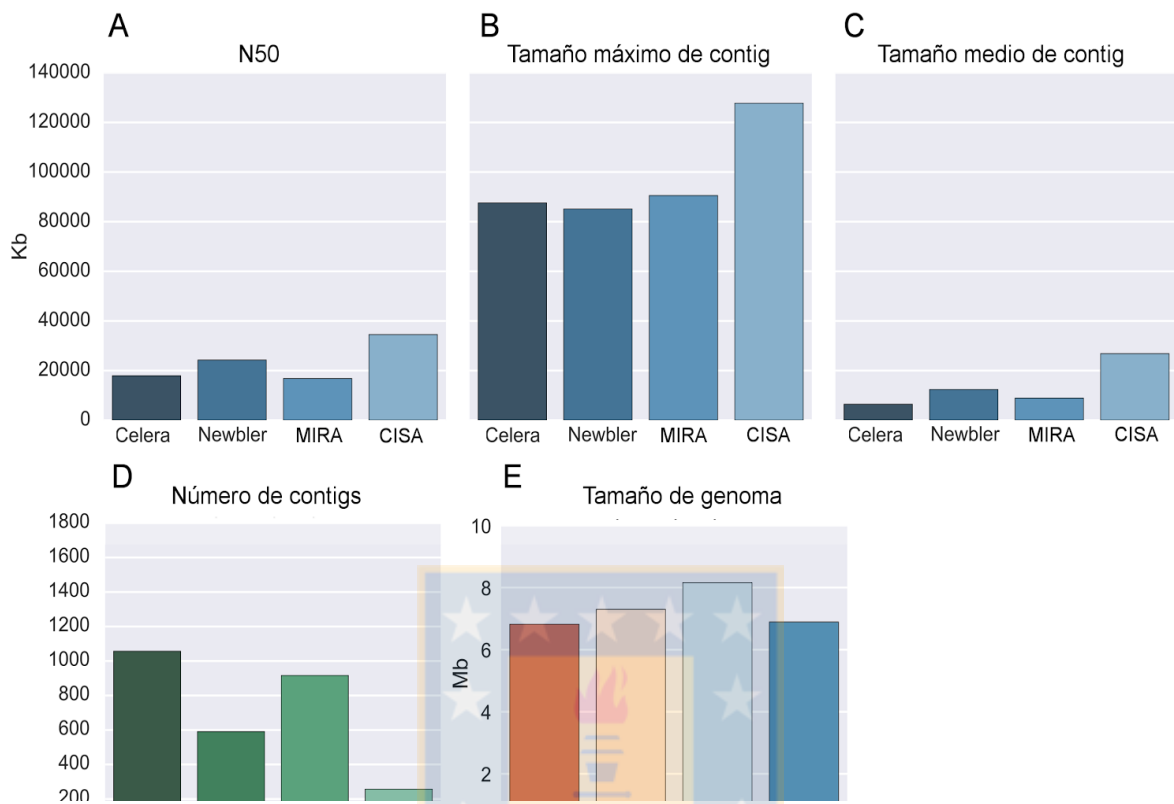 A
N50
B
Tamaño máximo de contig
C
Tamaño medio de contig
140000
120000
100000
80000
60000
40000
20000
0
Kb
Celera Newbler MIRA CISA
Celera Newbler MIRA CISA
Celera Newbler MIRA CISA
D
Número de contigs
1800
1600
1400
1200
1000
800
600
400
200
E
Tamaño de genoma
10
8
6
4
2
Mb